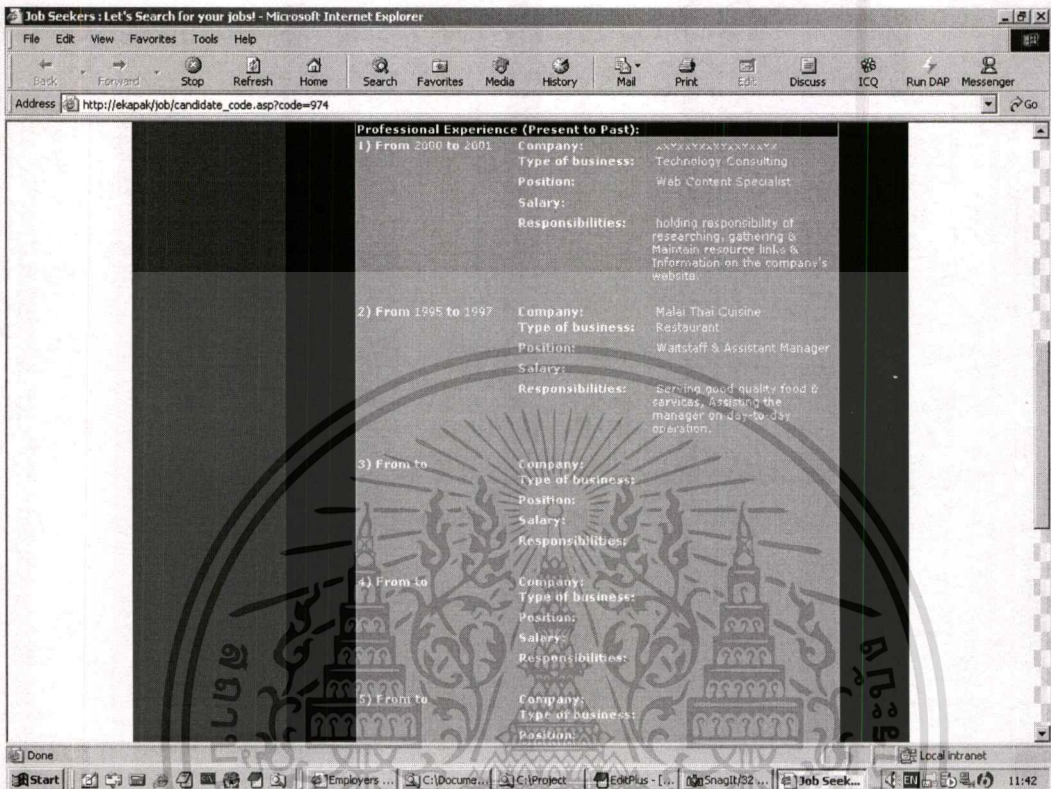 Job Seekers : Let's Search for your jobs! - Microsoft Internet Explorer
File Edit View Favorites Tools Help
Back Forward Stop Refresh Home Search Favorites Media History Mail Print Edit Discuss ICQ Run DAP Messenger
Address http://ekapak/job/candidate_code.asp?code=974 Go
Professional Experience (Present to Past):
1) From 2000 to 2001 Company:
Type of business: Technology Consulting
Position: Web Content Specialist
Salary:
Responsibilities: holding responsibility of
researching, gathering &
Maintain resource links &
Information on the company's
website.
2) From 1995 to 1997 Company: Malai Thai Cuisine
Type of business: Restaurant
Position: Waitstaff & Assistant Manager
Salary:
Responsibilities: Serving good quality food &
services, Assisting the
manager on day-to-day
operation.
3) From to Company:
Type of business:
Position:
Salary:
Responsibilities:
4) From to Company:
Type of business:
Position:
Salary:
Responsibilities:
5) From to Company:
Type of business:
Position:
Done Local intranet
Start Employers ... C:\Docume... C:\Project EditPlus - [... SnagIt/32 ... Job Seek... EN 11:42